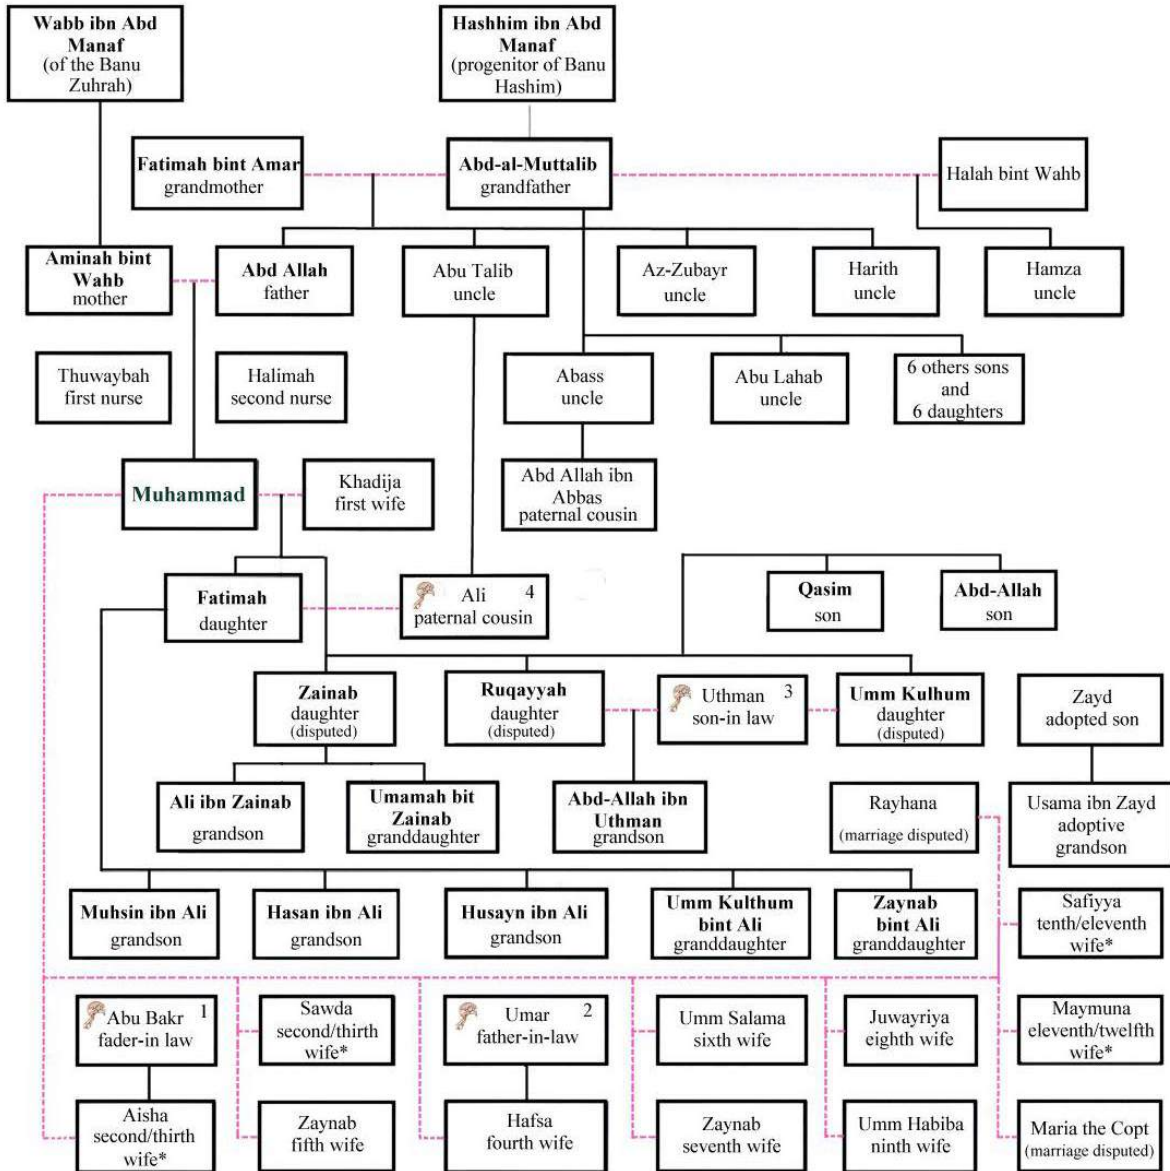 Wabb ibn Abd
Manaf
(of the Banu
Zuhrah)
Hashhim ibn Abd
Manaf
(progenitor of Banu
Hashim)
Fatimah bint Amar
grandmother
Abd-al-Muttalib
grandfather
Halah bint Wahb
Aminah bint
Wahb
mother
Abd Allah
father
Abu Talib
uncle
Az-Zubayr
uncle
Harith
uncle
Hamza
uncle
Thuwaybah
first nurse
Halimah
second nurse
Abass
uncle
Abu Lahab
uncle
6 others sons
and
6 daughters
Muhammad
Khadija
first wife
Abd Allah ibn
Abbas
paternal cousin
Fatimah
daughter
Ali 4
paternal cousin
Qasim
son
Abd-Allah
son
Zainab
daughter
(disputed)
Ruqayyah
daughter
(disputed)
Uthman 3
son-in law
Umm Kulhum
daughter
(disputed)
Zayd
adopted son
Ali ibn Zainab
grandson
Umamah bit
Zainab
granddaughter
Abd-Allah ibn
Uthman
grandson
Rayhana
(marriage disputed)
Usama ibn Zayd
adoptive
grandson
Muhsin ibn Ali
grandson
Hasan ibn Ali
grandson
Husayn ibn Ali
grandson
Umm Kulthum
bint Ali
granddaughter
Zaynab
bint Ali
granddaughter
Safiyya
tenth/eleventh
wife*
Abu Bakr 1
fader-in law
Sawda
second/thirth
wife*
Umar 2
father-in-law
Umm Salama
sixth wife
Juwayriya
eighth wife
Maymuna
eleventh/twelfth
wife*
Aisha
second/thirth
wife*
Zaynab
fifth wife
Hafsa
fourth wife
Zaynab
seventh wife
Umm Habiba
ninth wife
Maria the Copt
(marriage disputed)